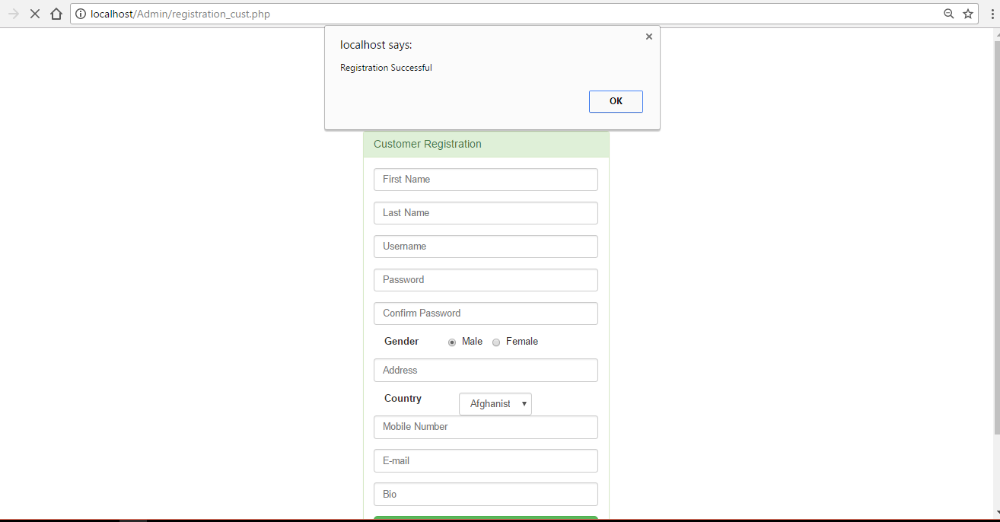 localhost/Admin/registration_cust.php
localhost says:
Registration Successful
OK
Customer Registration
First Name
Last Name
Username
Password
Confirm Password
Gender Male Female
Address
Country Afghanist
Mobile Number
E-mail
Bio